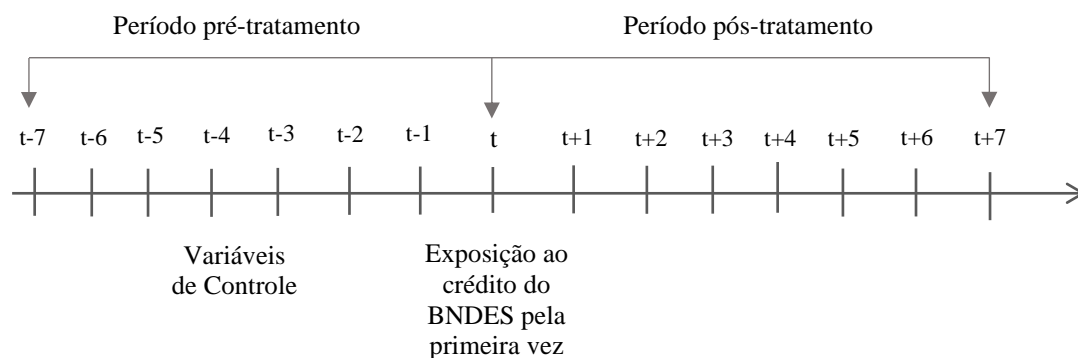 Período pré-tratamento Período pós-tratamento
t-7 t-6 t-5 t-4 t-3 t-2 t-1 t t+1 t+2 t+3 t+4 t+5 t+6 t+7
Variáveis
de Controle
Exposição ao
crédito do
BNDES pela
primeira vez